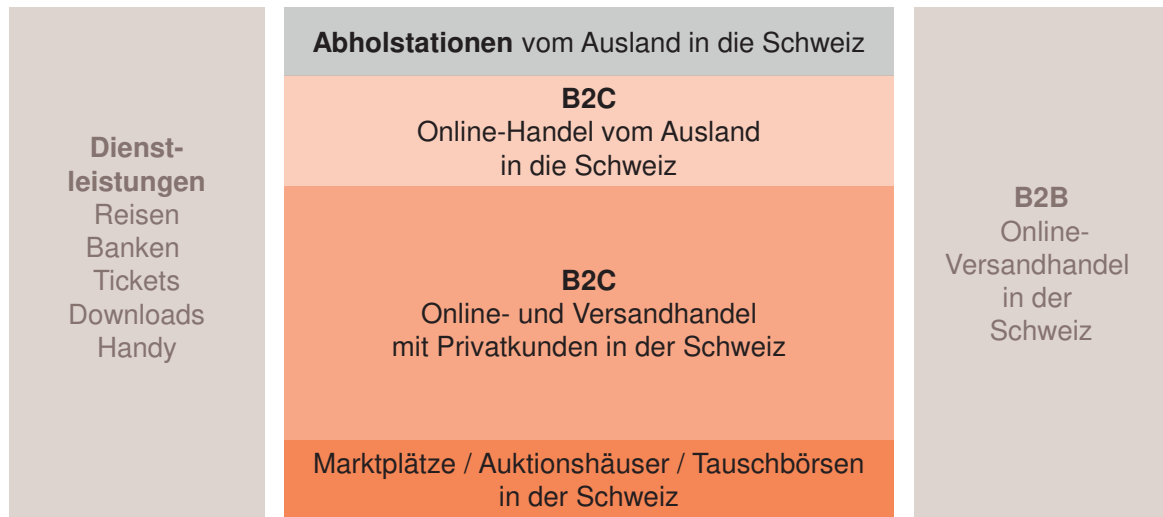 Dienst-
leistungen
Reisen
Banken
Tickets
Downloads
Handy
Abholstationen vom Ausland in die Schweiz
B2C
Online-Handel vom Ausland
in die Schweiz
B2C
Online- und Versandhandel
mit Privatkunden in der Schweiz
Marktplätze / Auktionshäuser / Tauschbörsen
in der Schweiz
B2B
Online-
Versandhandel
in der
Schweiz